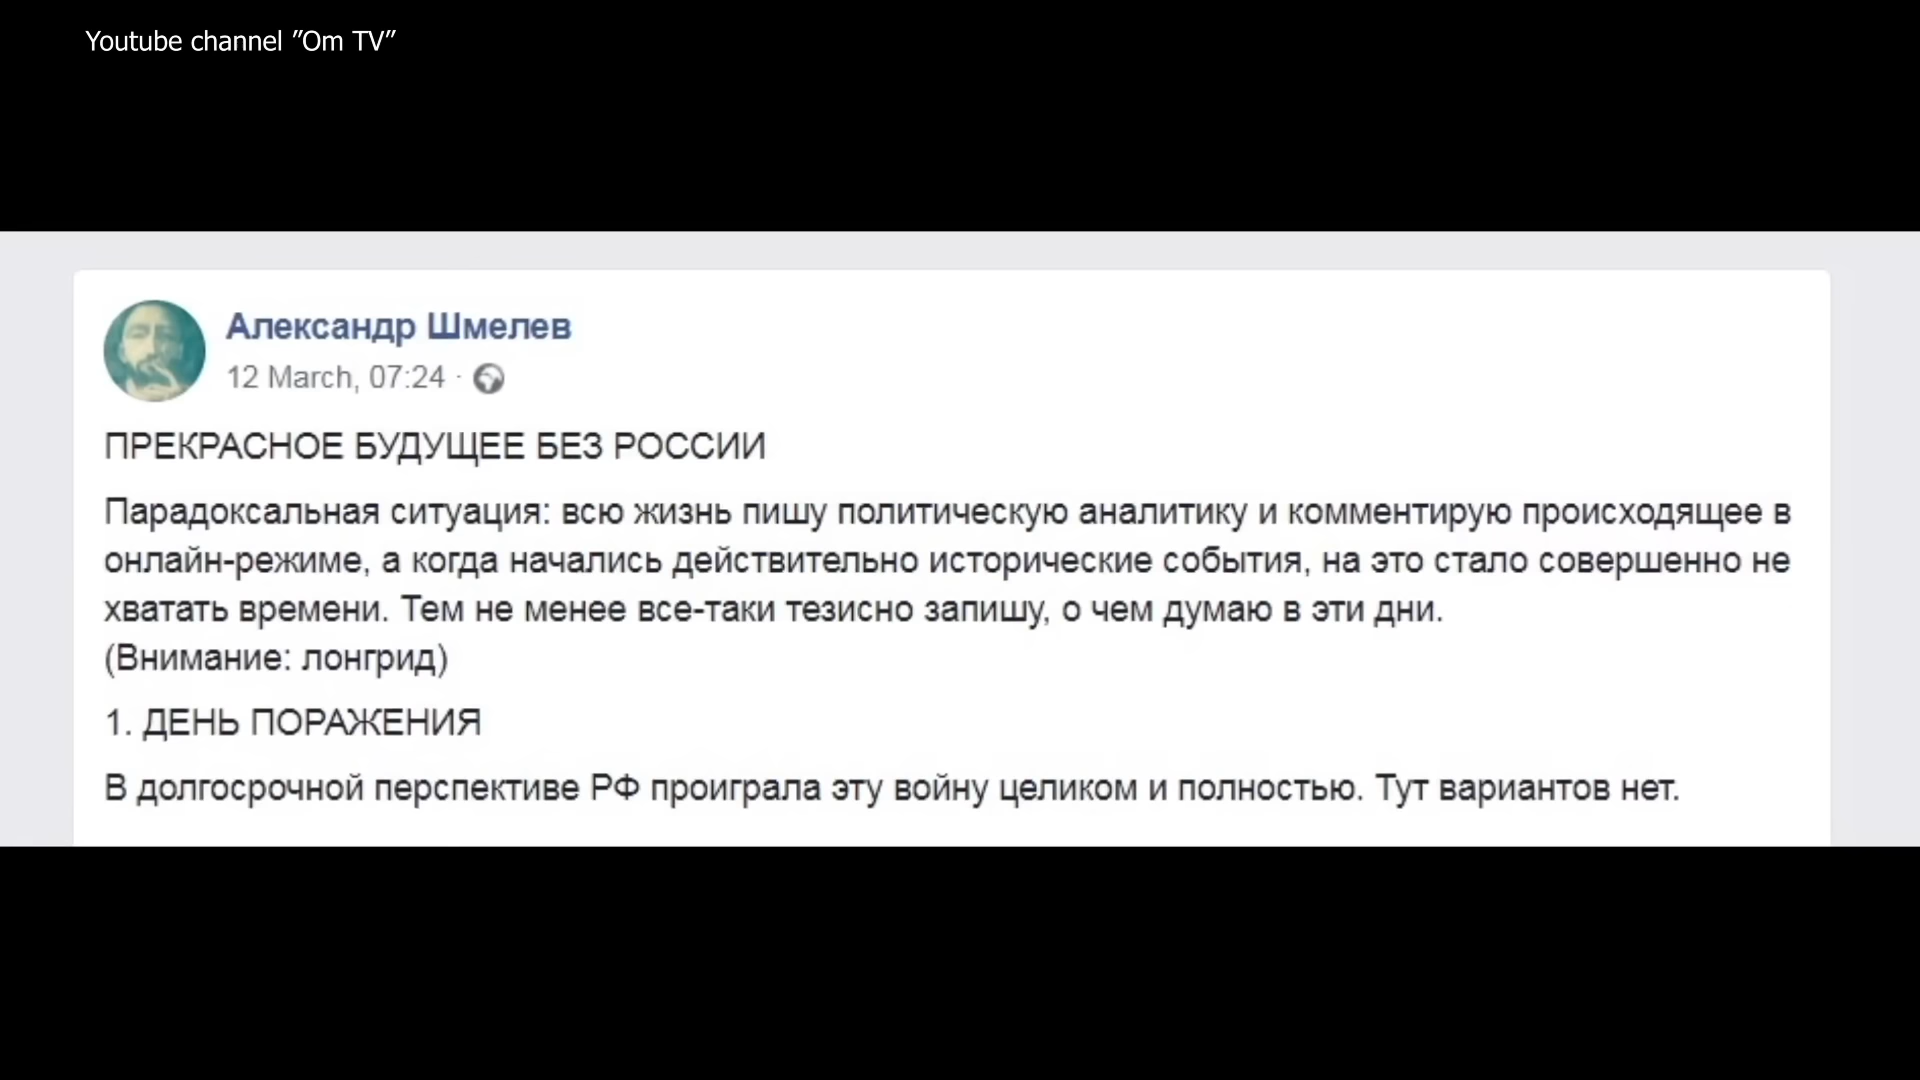 Youtube channel ”Om TV”
Александр Шмелев
12 March, 07:24 ·
ПРЕКРАСНОЕ БУДУЩЕЕ БЕЗ РОССИИ
Парадоксальная ситуация: всю жизнь пишу политическую аналитику и комментирую происходящее в
онлайн-режиме, а когда начались действительно исторические события, на это стало совершенно не
хватать времени. Тем не менее все-таки тезисно запишу, о чем думаю в эти дни.
(Внимание: лонгрид)
1. ДЕНЬ ПОРАЖЕНИЯ
В долгосрочной перспективе РФ проиграла эту войну целиком и полностью. Тут вариантов нет.